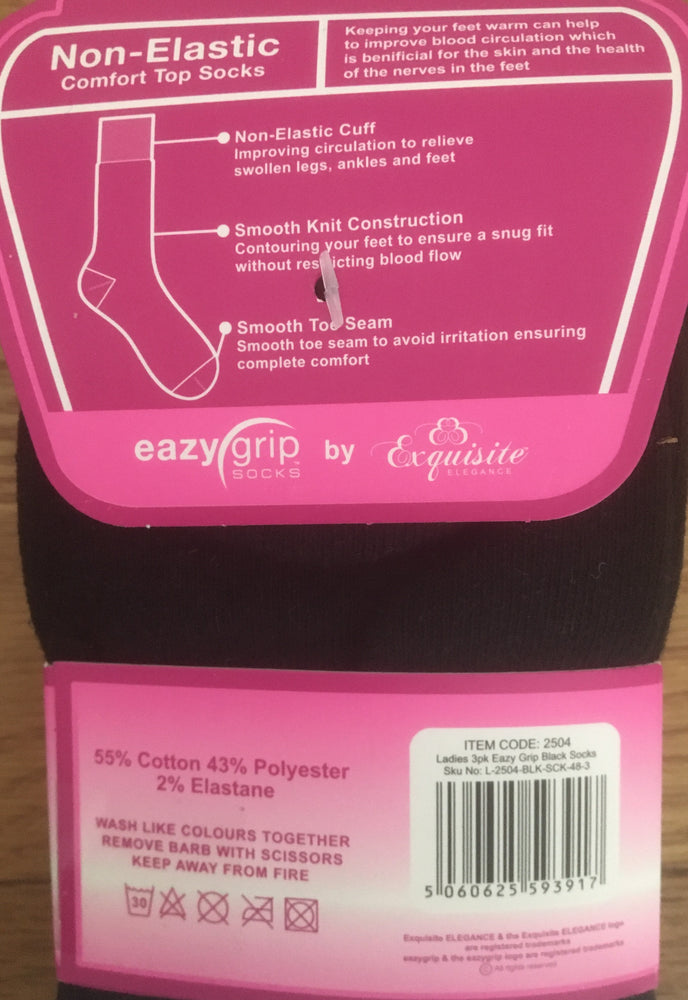 Non-Elastic
Comfort Top Socks
Keeping your feet warm can help
to improve blood circulation which
is benificial for the skin and the health
of the nerves in the feet
Non-Elastic Cuff
Improving circulation to relieve
swollen legs, ankles and feet
Smooth Knit Construction
Contouring your feet to ensure a snug fit
without restricting blood flow
Smooth Toe Seam
Smooth toe seam to avoid irritation ensuring
complete comfort
eazy grip™
SOCKS
by
Exquisite
ELEGANCE
55% Cotton 43% Polyester
2% Elastane
WASH LIKE COLOURS TOGETHER
REMOVE BARB WITH SCISSORS
KEEP AWAY FROM FIRE
30
ITEM CODE: 2504
Ladies 3pk Eazy Grip Black Socks
Sku No: L-2504-BLK-SCK-48-3
5 060625 593917
Exquisite ELEGANCE & the Exquisite ELEGANCE logo
are registered trademarks
eazygrip & the eazygrip logo are registered trademarks
© All rights reserved